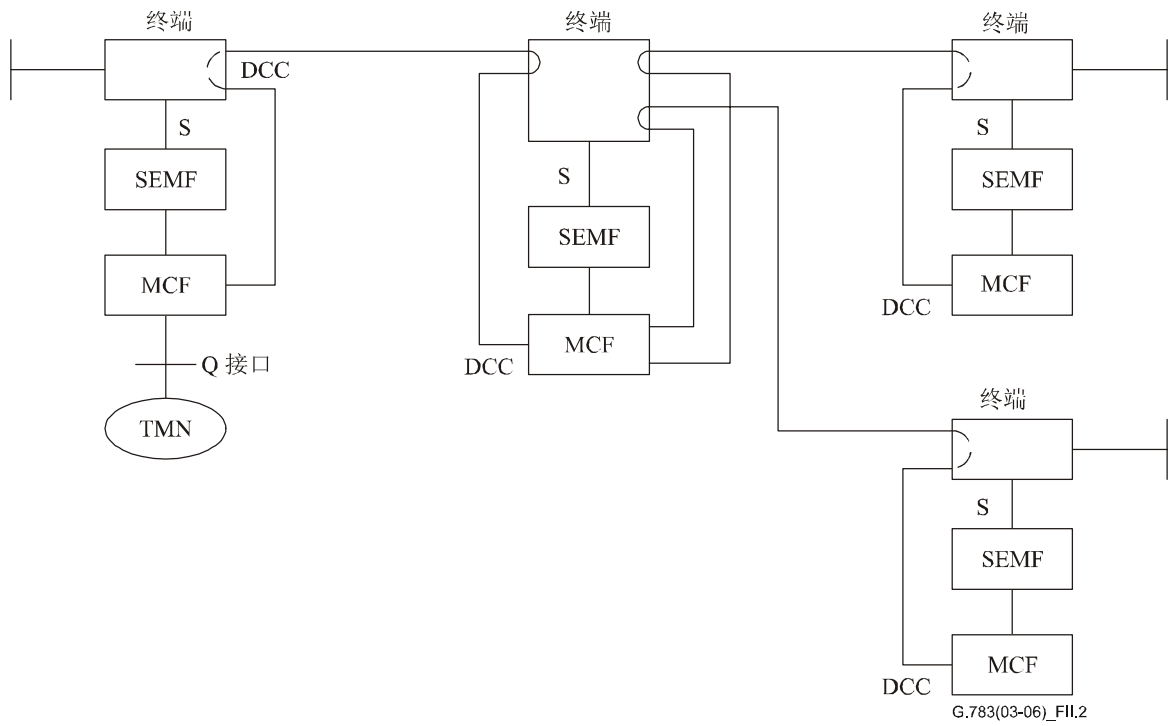 终端
终端
终端
DCC
S
S
S
SEMF
SEMF
SEMF
MCF
MCF
MCF
DCC
DCC
Q 接口
TMN
终端
S
SEMF
MCF
DCC
G.783(03-06)_FII.2